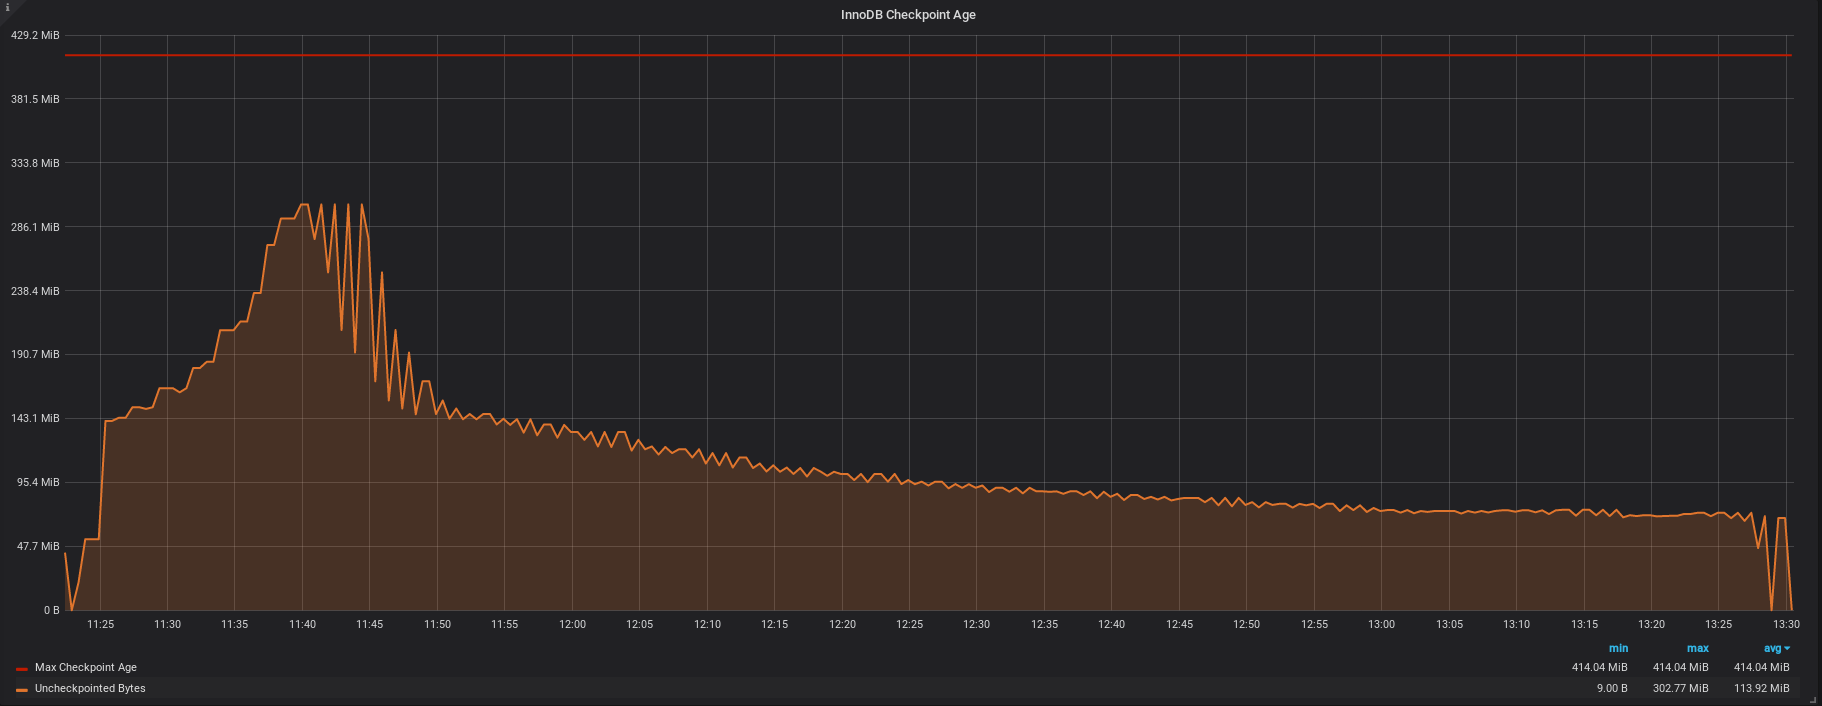 i
InnoDB Checkpoint Age
429.2 MiB
381.5 MiB
333.8 MiB
286.1 MiB
238.4 MiB
190.7 MiB
143.1 MiB
95.4 MiB
47.7 MiB
0 B
11:25 11:30 11:35 11:40 11:45 11:50 11:55 12:00 12:05 12:10 12:15 12:20 12:25 12:30 12:35 12:40 12:45 12:50 12:55 13:00 13:05 13:10 13:15 13:20 13:25 13:30
min max avg
Max Checkpoint Age 414.04 MiB 414.04 MiB 414.04 MiB
Uncheckpointed Bytes 9.00 B 302.77 MiB 113.92 MiB